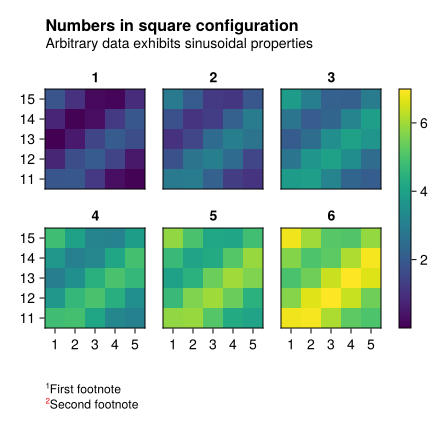 Numbers in square configuration
Arbitrary data exhibits sinusoidal properties
1 2 3
15
14
13
12
11
4 5 6
15
14
13
12
11
1 2 3 4 5 1 2 3 4 5 1 2 3 4 5
6
4
2
1First footnote
2Second footnote